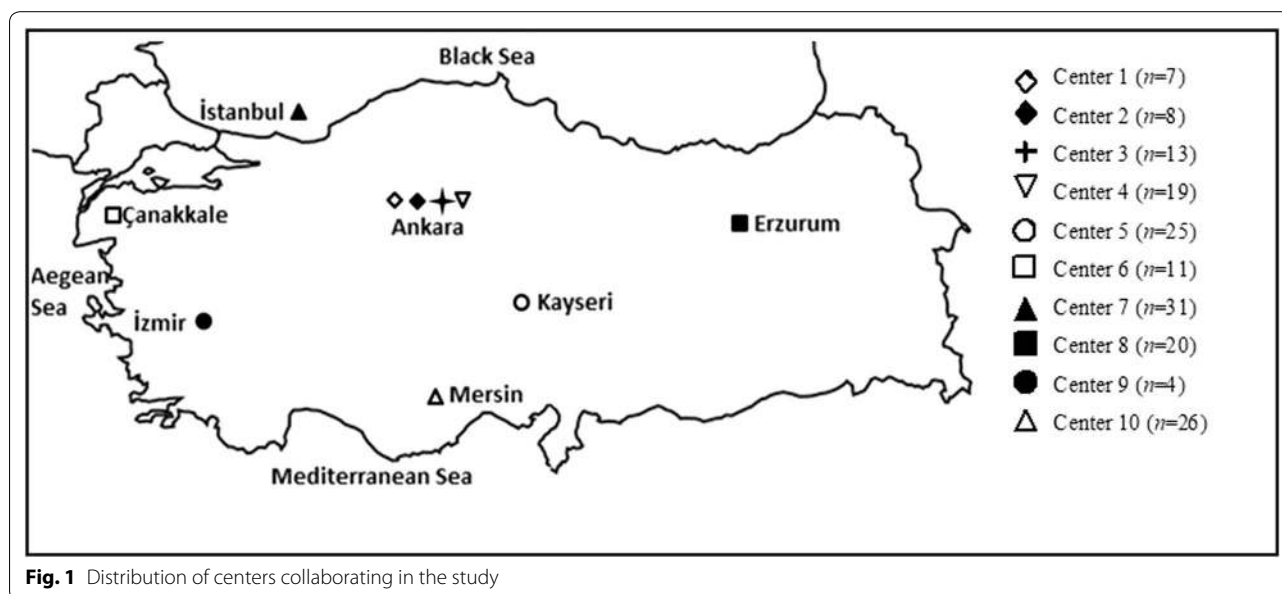 Black Sea
İstanbul
Çanakkale
Ankara
Erzurum
Aegean
Sea
İzmir
Kayseri
Mersin
Mediterranean Sea
Center 1 (n=7)
Center 2 (n=8)
Center 3 (n=13)
Center 4 (n=19)
Center 5 (n=25)
Center 6 (n=11)
Center 7 (n=31)
Center 8 (n=20)
Center 9 (n=4)
Center 10 (n=26)
Fig. 1 Distribution of centers collaborating in the study